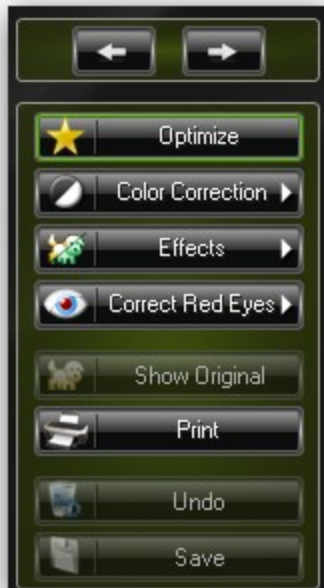 Optimize
Color Correction
Effects
Correct Red Eyes
Show Original
Print
Undo
Save